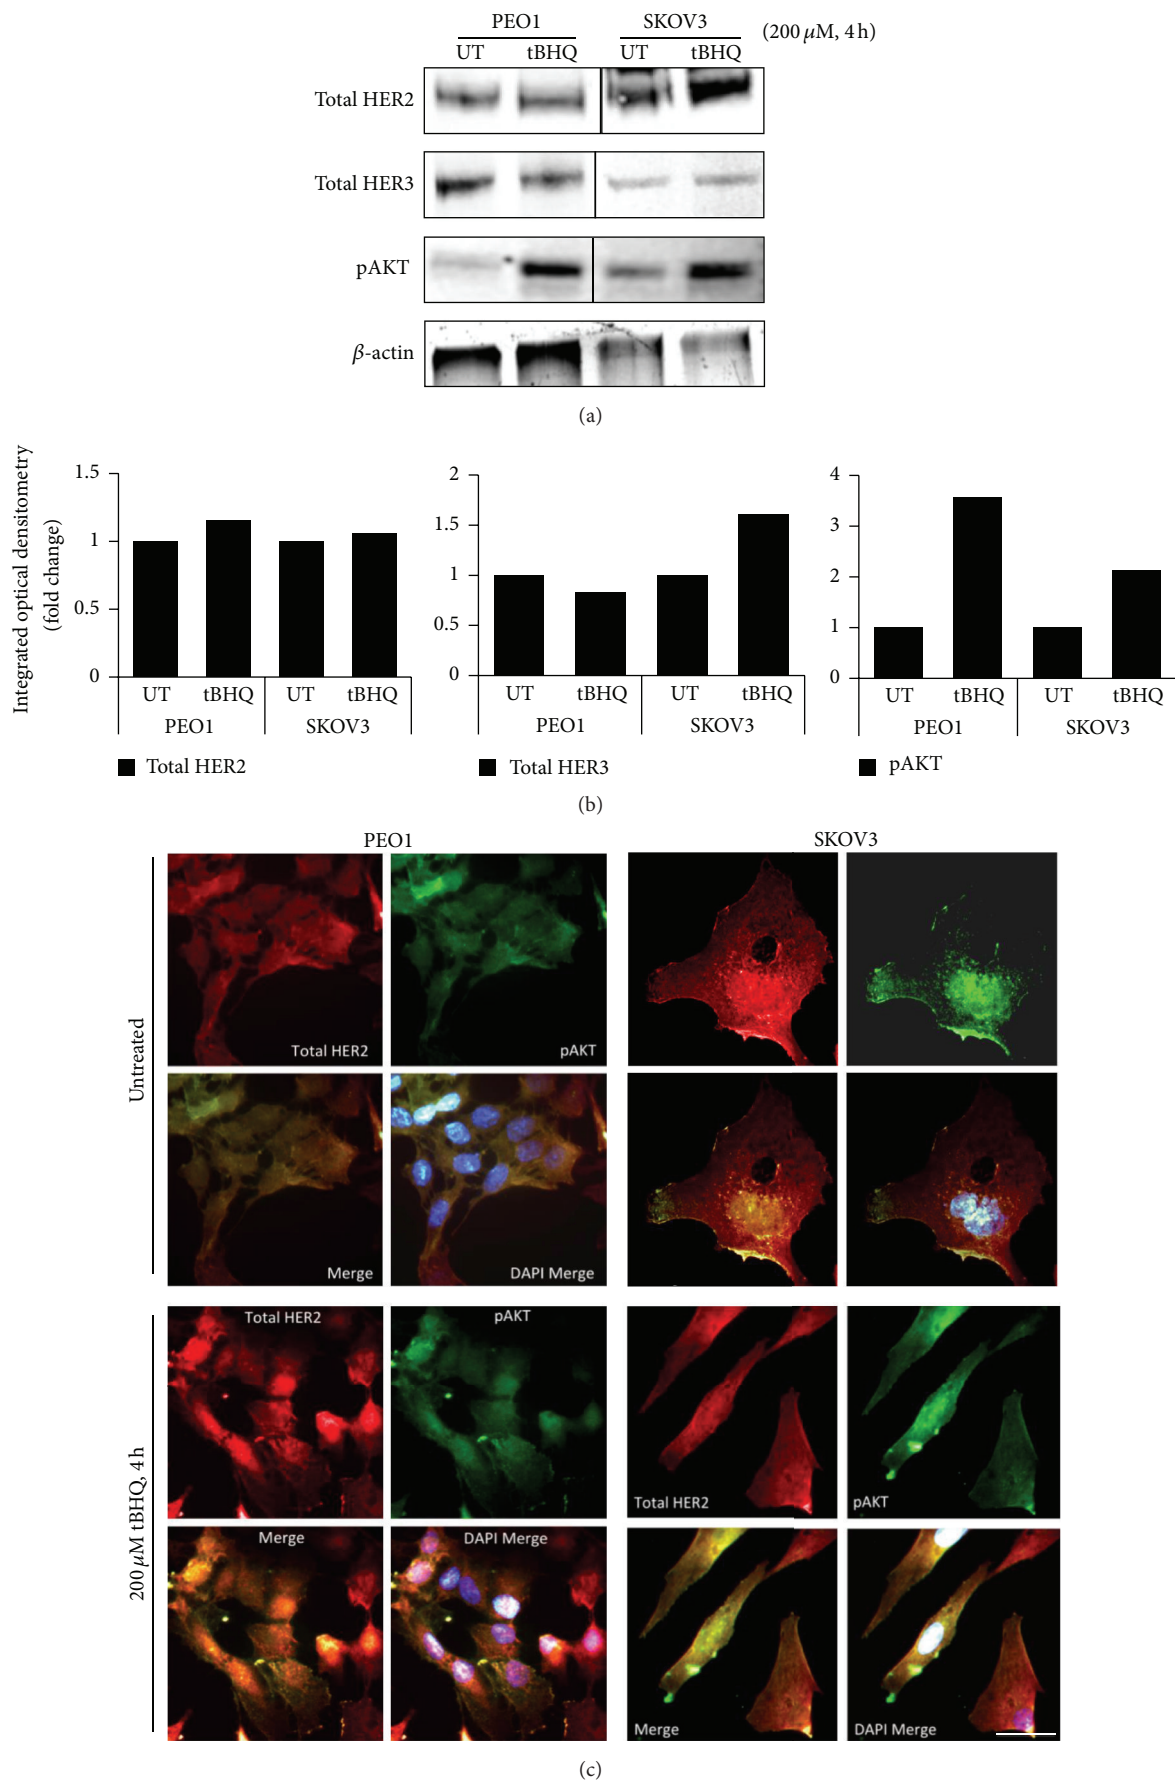 PEO1 SKOV3 (200 μM, 4 h)
UT tBHQ UT tBHQ
Total HER2
Total HER3
pAKT
β-actin
(a)
Integrated optical densitometry
(fold change)
1.5
1
0.5
0
UT tBHQ UT tBHQ
PEO1 SKOV3
Total HER2
2
1.5
1
0.5
0
UT tBHQ UT tBHQ
PEO1 SKOV3
Total HER3
4
3
2
1
0
UT tBHQ UT tBHQ
PEO1 SKOV3
pAKT
(b)
PEO1 SKOV3
Untreated
Total HER2 pAKT
Merge DAPI Merge
200 μM tBHQ, 4 h
Total HER2 pAKT
Total HER2 pAKT
Merge DAPI Merge
Merge DAPI Merge
(c)